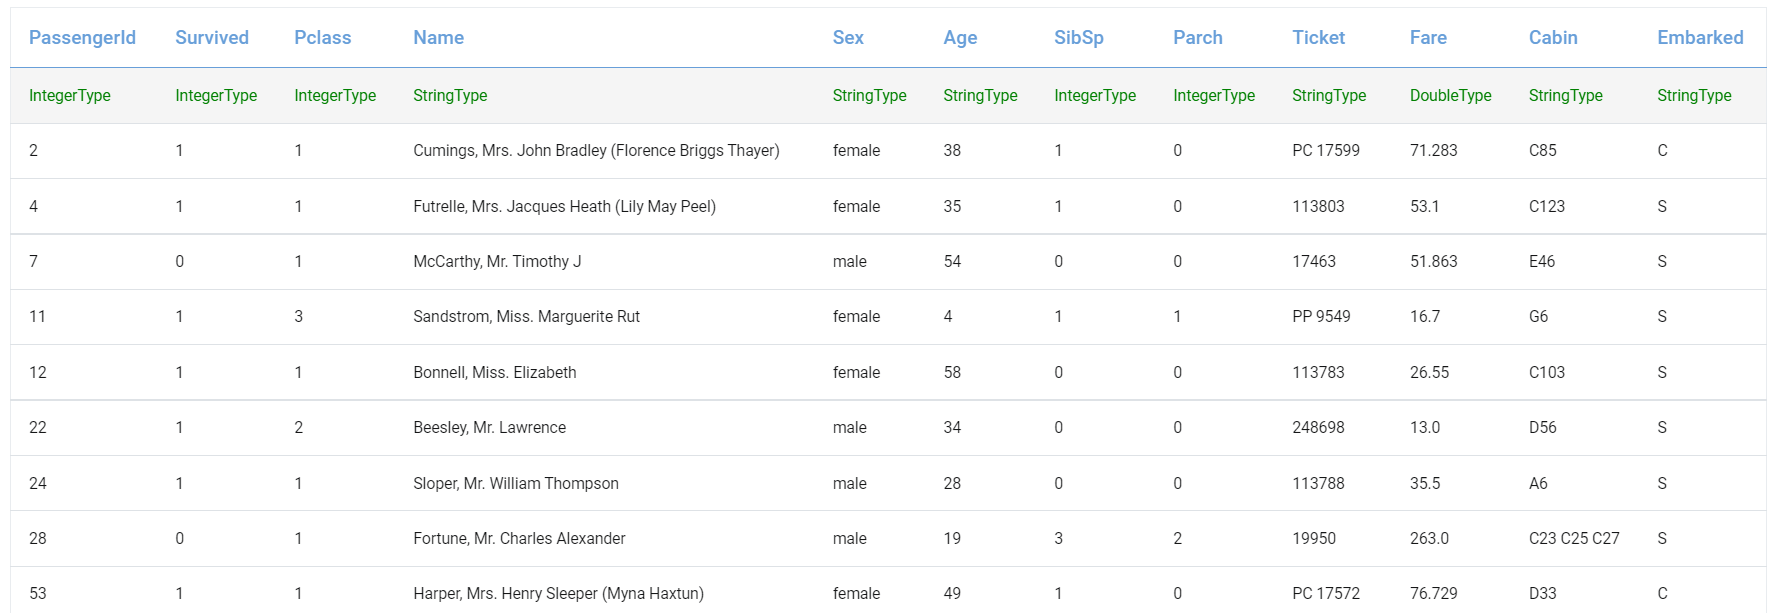 PassengerId Survived Pclass Name Sex Age SibSp Parch Ticket Fare Cabin Embarked
IntegerType IntegerType IntegerType StringType StringType StringType IntegerType IntegerType StringType DoubleType StringType StringType
2 1 1 Cumings, Mrs. John Bradley (Florence Briggs Thayer) female 38 1 0 PC 17599 71.283 C85 C
4 1 1 Futrelle, Mrs. Jacques Heath (Lily May Peel) female 35 1 0 113803 53.1 C123 S
7 0 1 McCarthy, Mr. Timothy J male 54 0 0 17463 51.863 E46 S
11 1 3 Sandstrom, Miss. Marguerite Rut female 4 1 1 PP 9549 16.7 G6 S
12 1 1 Bonnell, Miss. Elizabeth female 58 0 0 113783 26.55 C103 S
22 1 2 Beesley, Mr. Lawrence male 34 0 0 248698 13.0 D56 S
24 1 1 Sloper, Mr. William Thompson male 28 0 0 113788 35.5 A6 S
28 0 1 Fortune, Mr. Charles Alexander male 19 3 2 19950 263.0 C23 C25 C27 S
53 1 1 Harper, Mrs. Henry Sleeper (Myna Haxtun) female 49 1 0 PC 17572 76.729 D33 C